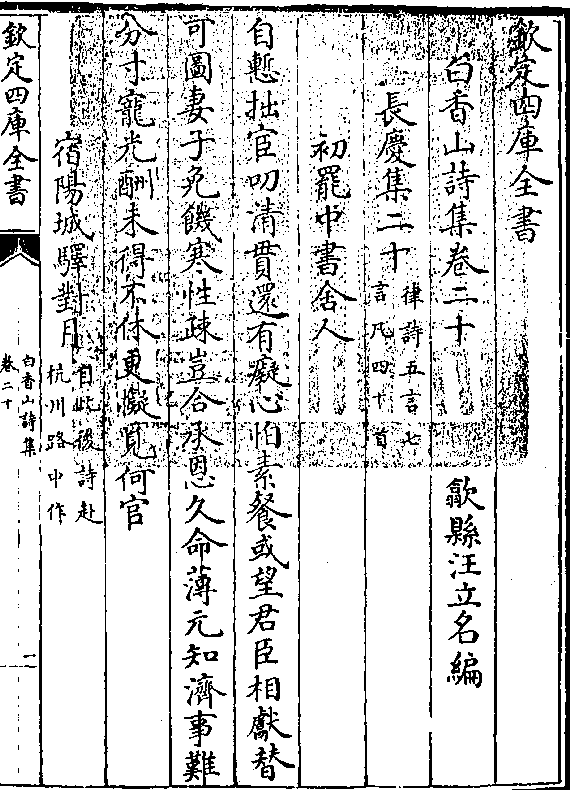 欽定四庫全書
白香山詩集卷二十
歙縣汪立名編
長慶集二十
律詩五言七
言凡四十首
初罷中書舍人
自慙拙宦叨清貫還有癡心怕素餐或望君臣相獻替
可圖妻子免饑寒性疎豈合承恩久命薄元知濟事難
分寸寵光酬未得不休更擬覓何官
宿陽城驛對月
自此後詩赴
杭州路中作
欽定四庫全書
白香山詩集
卷二十
一